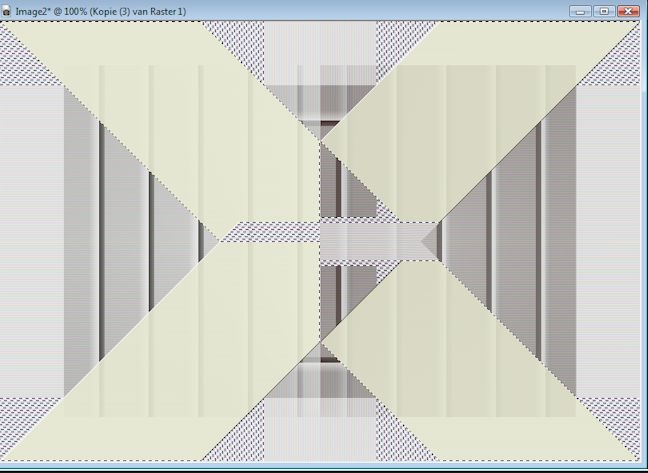 Image2* @ 100% (Kopie (3) van Raster 1)